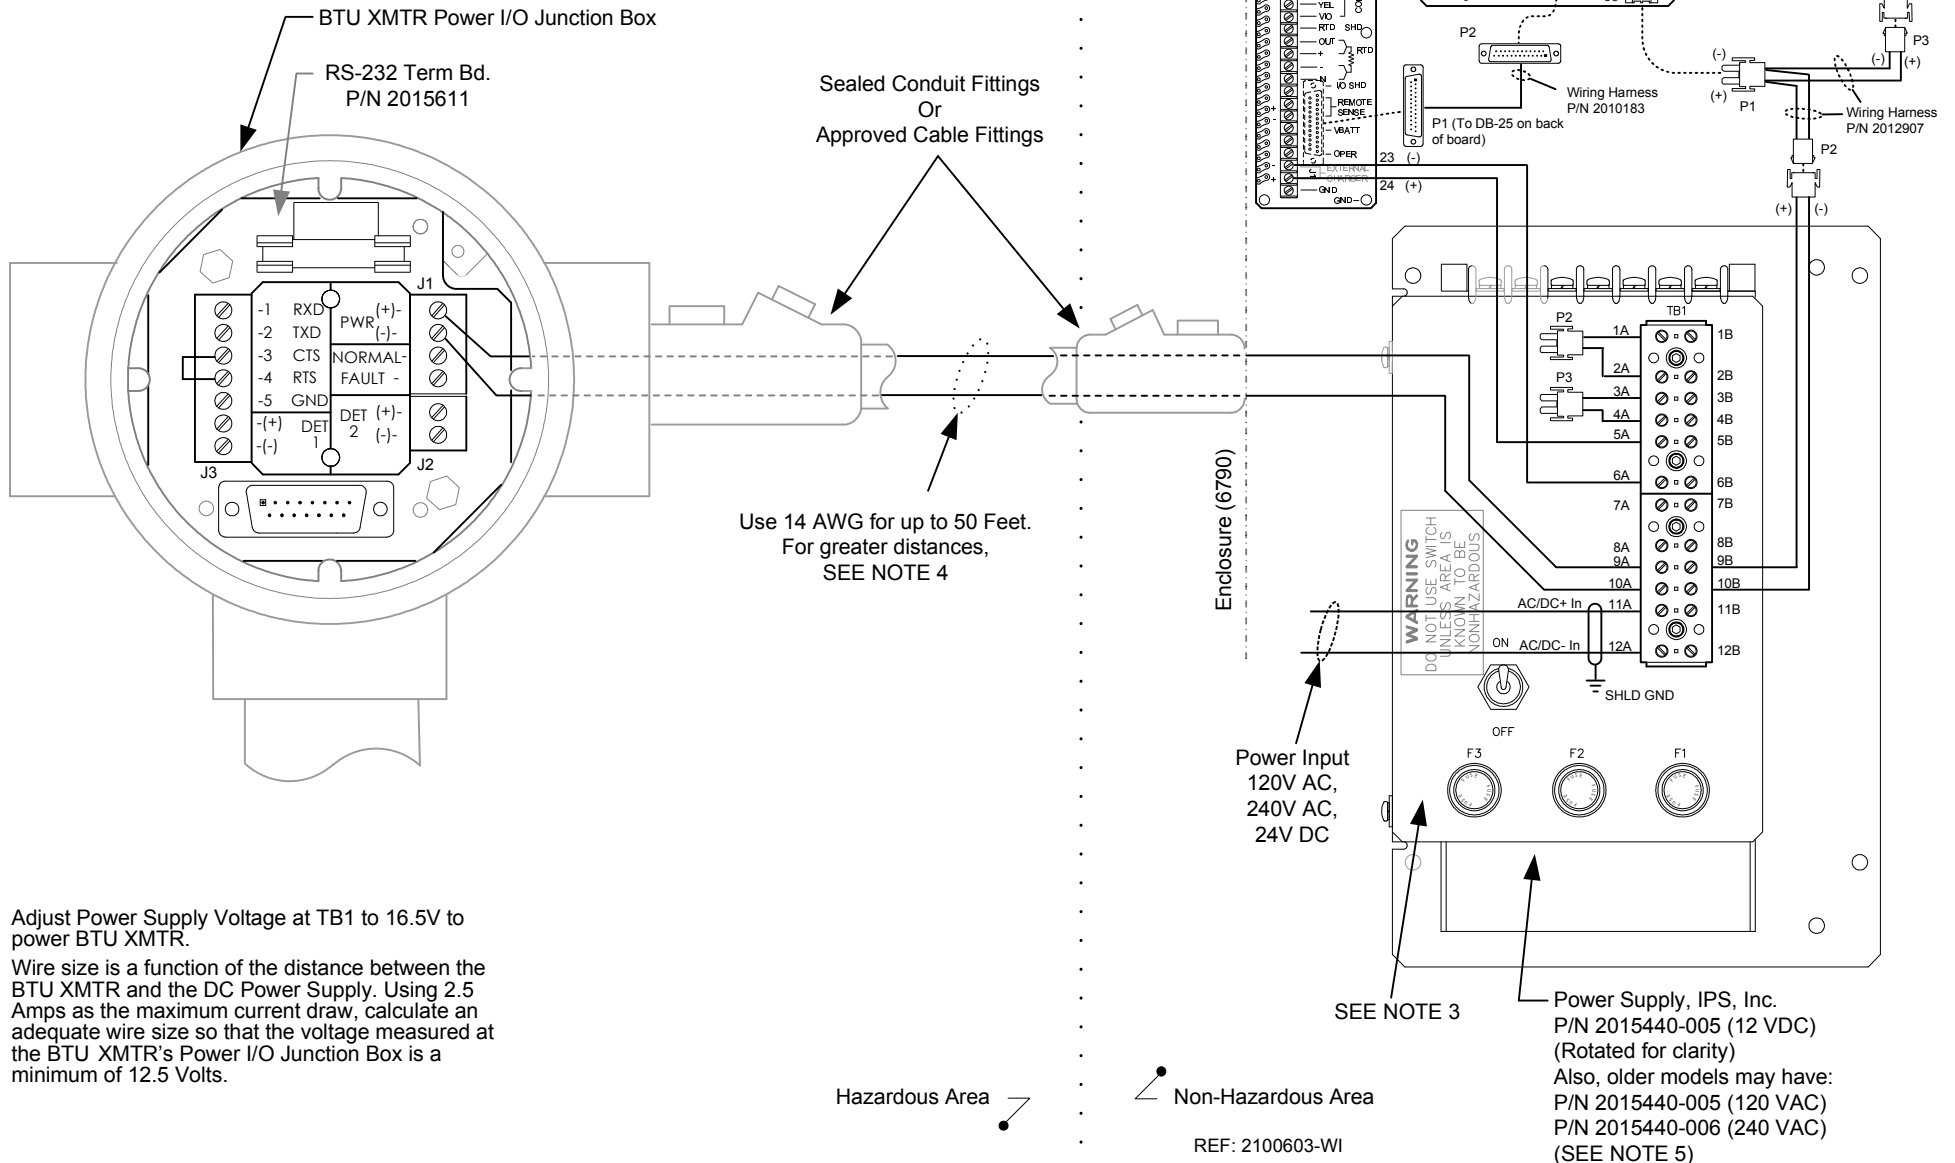 BTU XMTR Power I/O Junction Box
RS-232 Term Bd.
P/N 2015611
Sealed Conduit Fittings
Or
Approved Cable Fittings
YEL
VIO
RTD SHD
OUT
+
RTD
-
N
I/O SHD
+ REMOTE
- SENSE
VBATT
OPER
- EXTERNAL
+ CHARGER
J1
GND
GND
23 (-)
24 (+)
P2
Wiring Harness
P/N 2010183
P1 (To DB-25 on back
of board)
(-)
(+)
P1
(-)
(+)
P3
Wiring Harness
P/N 2012907
P2
(+) (-)
J1
-1 RXD
-2 TXD
-3 CTS
-4 RTS
-5 GND
-(+)
-(-)
DET
1
PWR
(+)-
(-)-
NORMAL-
FAULT -
DET
2
(+)-
(-)-
J3
J2
Use 14 AWG for up to 50 Feet.
For greater distances,
SEE NOTE 4
Enclosure (6790)
TB1
P2
P3
1A 1B
2A 2B
3A 3B
4A 4B
5A 5B
6A 6B
7A 7B
8A 8B
9A 9B
10A 10B
AC/DC+ In 11A 11B
AC/DC- In 12A 12B
SHLD GND
WARNING
DO NOT USE SWITCH
UNLESS AREA IS
KNOWN TO BE
NONHAZARDOUS
ON
OFF
F3
F2
F1
FUSE
FUSE
FUSE
FUSE
FUSE
FUSE
Power Input
120V AC,
240V AC,
24V DC
Adjust Power Supply Voltage at TB1 to 16.5V to
power BTU XMTR.
Wire size is a function of the distance between the
BTU XMTR and the DC Power Supply. Using 2.5
Amps as the maximum current draw, calculate an
adequate wire size so that the voltage measured at
the BTU XMTR's Power I/O Junction Box is a
minimum of 12.5 Volts.
SEE NOTE 3
Power Supply, IPS, Inc.
P/N 2015440-005 (12 VDC)
(Rotated for clarity)
Also, older models may have:
P/N 2015440-005 (120 VAC)
P/N 2015440-006 (240 VAC)
(SEE NOTE 5)
Hazardous Area
Non-Hazardous Area
REF: 2100603-WI